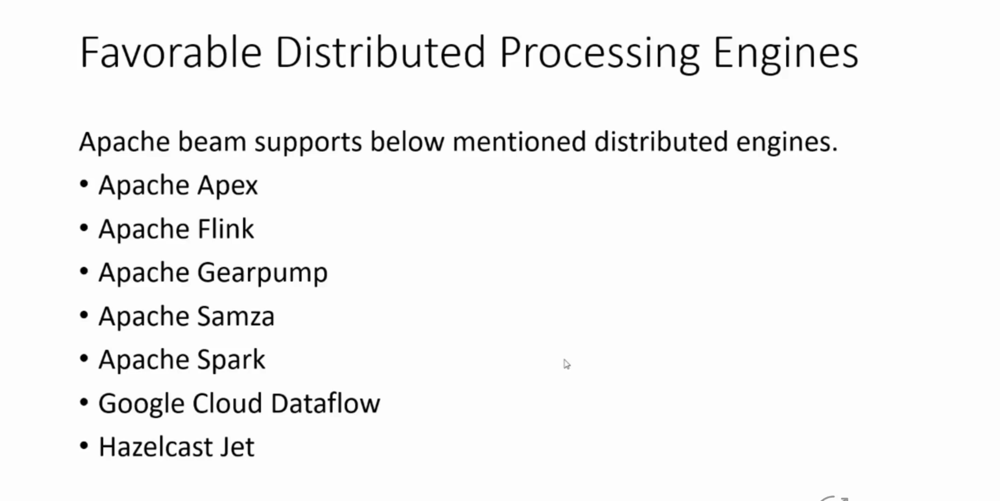 Favorable Distributed Processing Engines
Apache beam supports below mentioned distributed engines.
• Apache Apex
• Apache Flink
• Apache Gearpump
• Apache Samza
• Apache Spark
• Google Cloud Dataflow
• Hazelcast Jet